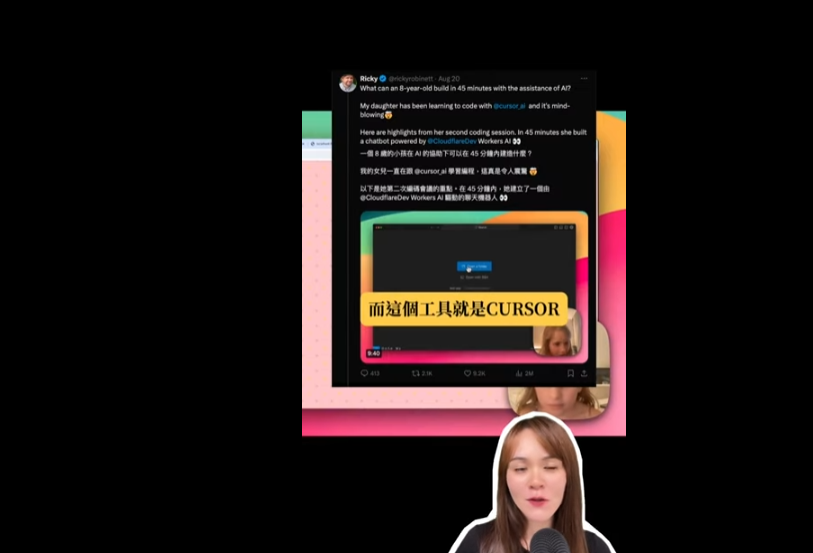 Ricky @rickyrobinett · Aug 20
What can an 8-year-old build in 45 minutes with the assistance of AI?
My daughter has been learning to code with @cursor_ai and it's mind-
blowing🤯
Here are highlights from her second coding session. In 45 minutes she built
a chatbot powered by @CloudflareDev Workers AI 👀
一個 8 歲的小孩在 AI 的協助下可以在 45 分鐘內建造什麼？
我的女兒一直在跟 @cursor_ai 學習編程，這真是令人震驚 🤯
以下是她第二次編碼會議的重點。在 45 分鐘內，她建立了一個由
@CloudflareDev Workers AI 驅動的聊天機器人 👀
而這個工具就是CURSOR
9:40
413 2.1K 9.2K 2M